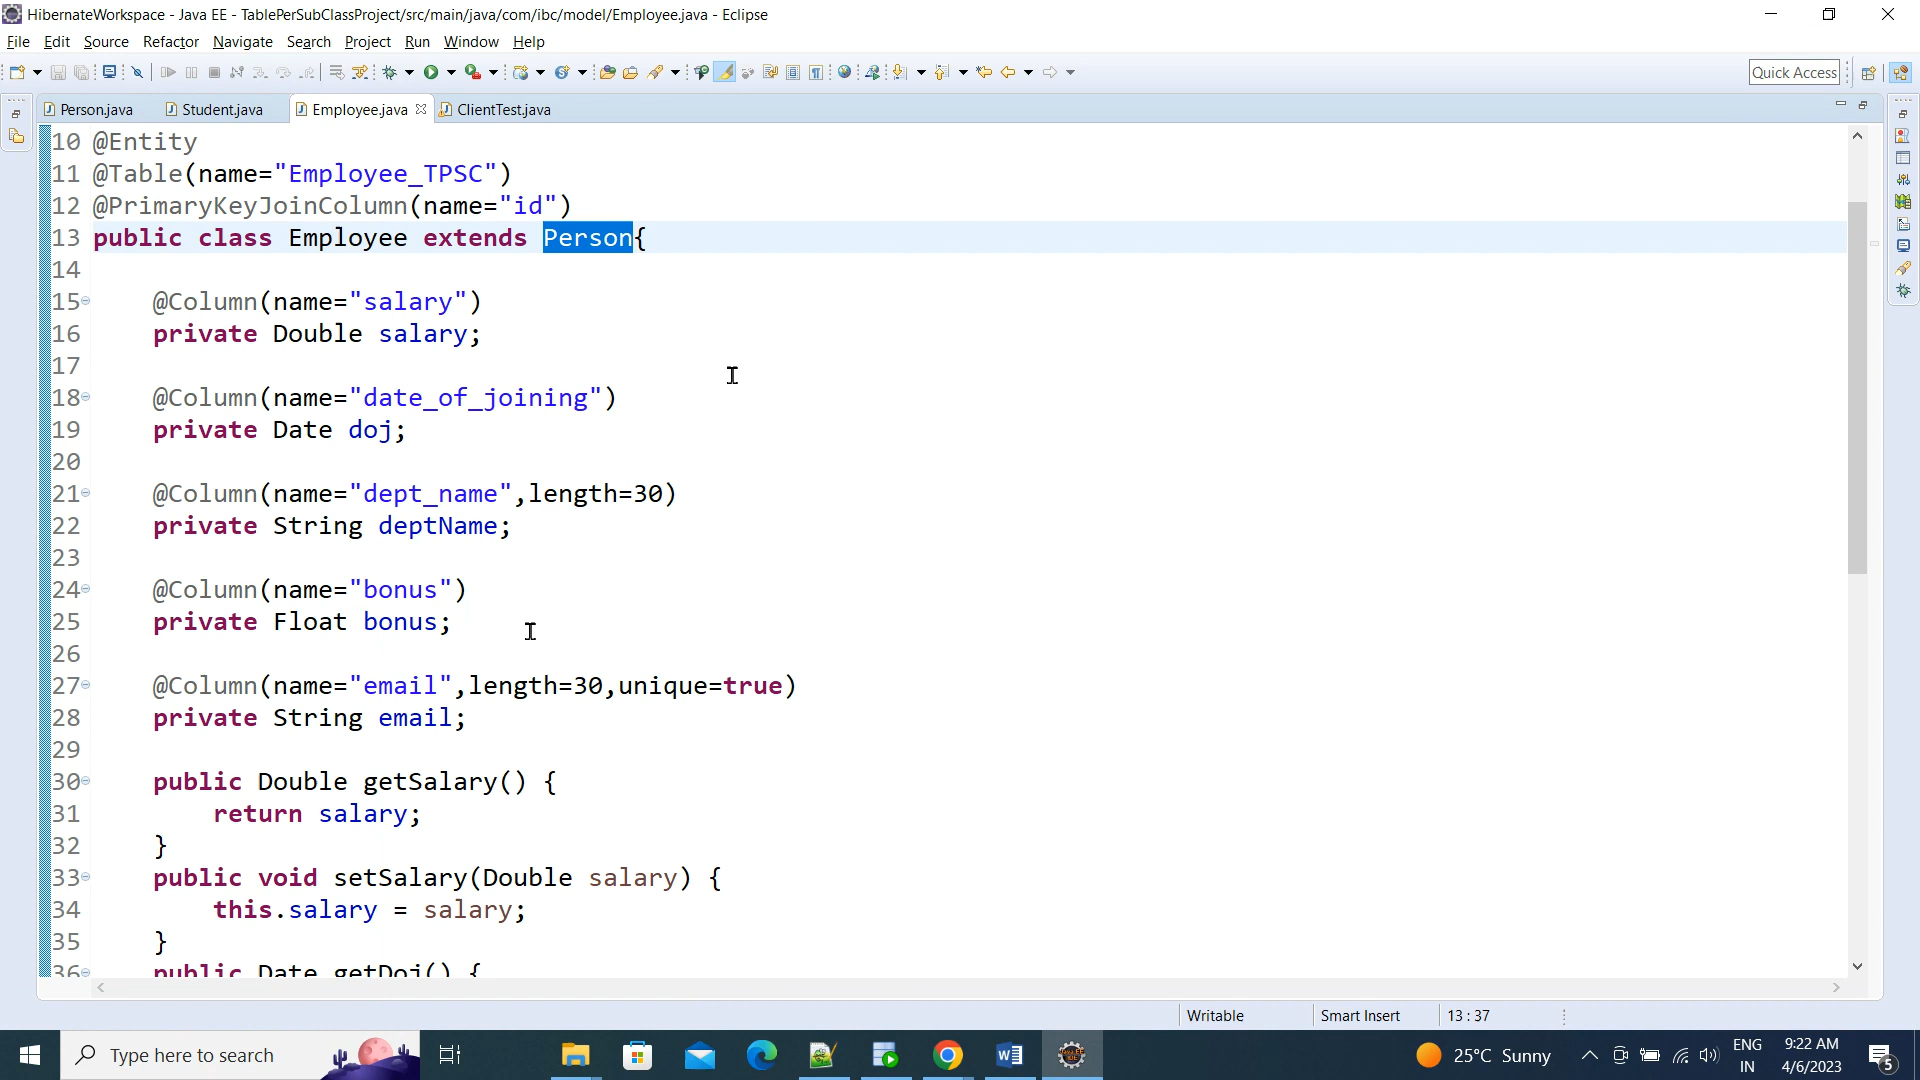 HibernateWorkspace - Java EE - TablePerSubClassProject/src/main/java/com/ibc/model/Employee.java - Eclipse
File Edit Source Refactor Navigate Search Project Run Window Help
Quick Access
Person.java Student.java Employee.java ClientTest.java
10 @Entity
11 @Table(name="Employee_TPSC")
12 @PrimaryKeyJoinColumn(name="id")
13 public class Employee extends Person{
14
15 @Column(name="salary")
16 private Double salary;
17
18 @Column(name="date_of_joining")
19 private Date doj;
20
21 @Column(name="dept_name",length=30)
22 private String deptName;
23
24 @Column(name="bonus")
25 private Float bonus;
26
27 @Column(name="email",length=30,unique=true)
28 private String email;
29
30 public Double getSalary() {
31 return salary;
32 }
33 public void setSalary(Double salary) {
34 this.salary = salary;
35 }
36 public Date getDoj() {
Writable Smart Insert 13 : 37
Type here to search
25°C Sunny
ENG
IN
9:22 AM
4/6/2023
5